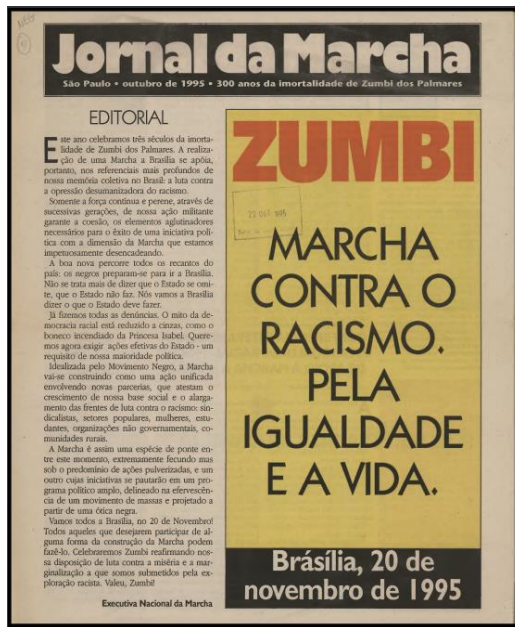 Jornal da Marcha
São Paulo • outubro de 1995 • 300 anos da imortalidade de Zumbi dos Palmares
EDITORIAL
Este ano celebramos três séculos da imorta-
lidade de Zumbi dos Palmares. A realiza-
ção de uma Marcha a Brasília se apóia,
portanto, nos referenciais mais profundos de
nossa memória coletiva no Brasil: a luta contra
a opressão desumanizadora do racismo.
Somente a força contínua e perene, através de
sucessivas gerações, de nossa ação militante
garante a coesão, os elementos aglutinadores
necessários para o êxito de uma iniciativa polí-
tica com a dimensão da Marcha que estamos
impetuosamente desencadeando.
A boa nova percorre todos os recantos do
país: os negros preparam-se para ir a Brasília.
Não se trata mais de dizer que o Estado se omi-
te, que o Estado não faz. Nós vamos a Brasília
dizer o que o Estado deve fazer.
Já fizemos todas as denúncias. O mito da de-
mocracia racial está reduzido a cinzas, como o
boneco incendiado da Princesa Isabel. Quere-
mos agora exigir ações efetivas do Estado - um
requisito de nossa maioridade política.
Idealizada pelo Movimento Negro, a Marcha
vai-se construindo como uma ação unificada
envolvendo novas parcerias, que atestam o
crescimento de nossa base social e o alarga-
mento das frentes de luta contra o racismo: sin-
dicalistas, setores populares, mulheres, estu-
dantes, organizações não governamentais, co-
munidades rurais.
A Marcha é assim uma espécie de ponte en-
tre este momento, extremamente fecundo mas
sob o predomínio de ações pulverizadas, e um
outro cujas iniciativas se pautarão em um pro-
grama político amplo, delineado na efervescên-
cia de um movimento de massas e projetado a
partir de uma ótica negra.
Vamos todos a Brasília, no 20 de Novembro!
Todos aqueles que desejarem participar de al-
guma forma da construção da Marcha podem
fazê-lo. Celebraremos Zumbi reafirmando nos-
sa disposição de luta contra a miséria e a mar-
ginalização a que somos submetidos pela ex-
ploração racista. Valeu, Zumbi!
Executiva Nacional da Marcha
ZUMBI
MARCHA
CONTRA O
RACISMO.
PELA
IGUALDADE
E A VIDA.
Brásília, 20 de
novembro de 1995